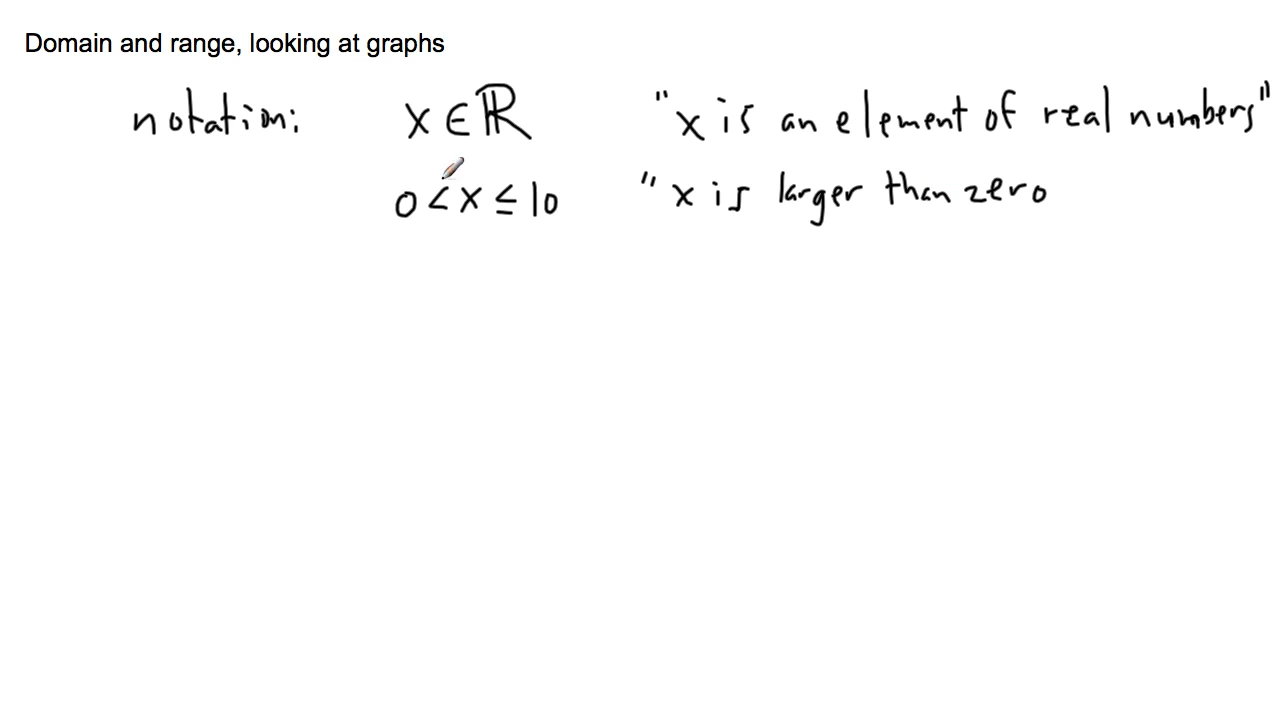 Domain and range, looking at graphs
notation: x ∈ ℝ "x is an element of real numbers"
0 < x ≤ 10 "x is larger than zero